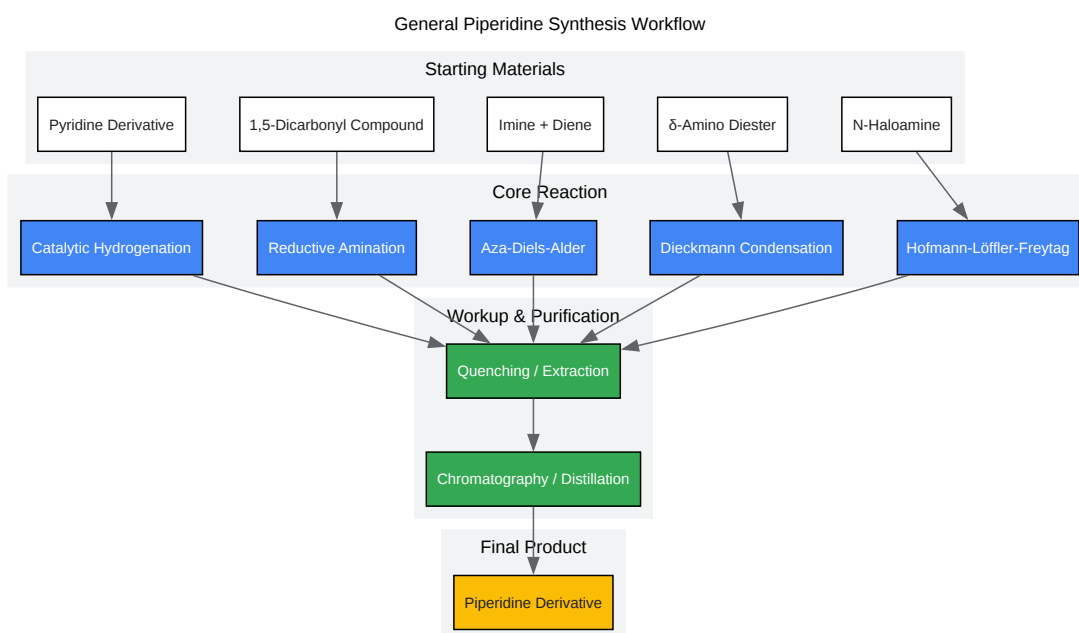 General Piperidine Synthesis Workflow
Starting Materials
Pyridine Derivative
1,5-Dicarbonyl Compound
Imine + Diene
δ-Amino Diester
N-Haloamine
Core Reaction
Catalytic Hydrogenation
Reductive Amination
Aza-Diels-Alder
Dieckmann Condensation
Hofmann-Löffler-Freytag
Workup & Purification
Quenching / Extraction
Chromatography / Distillation
Final Product
Piperidine Derivative